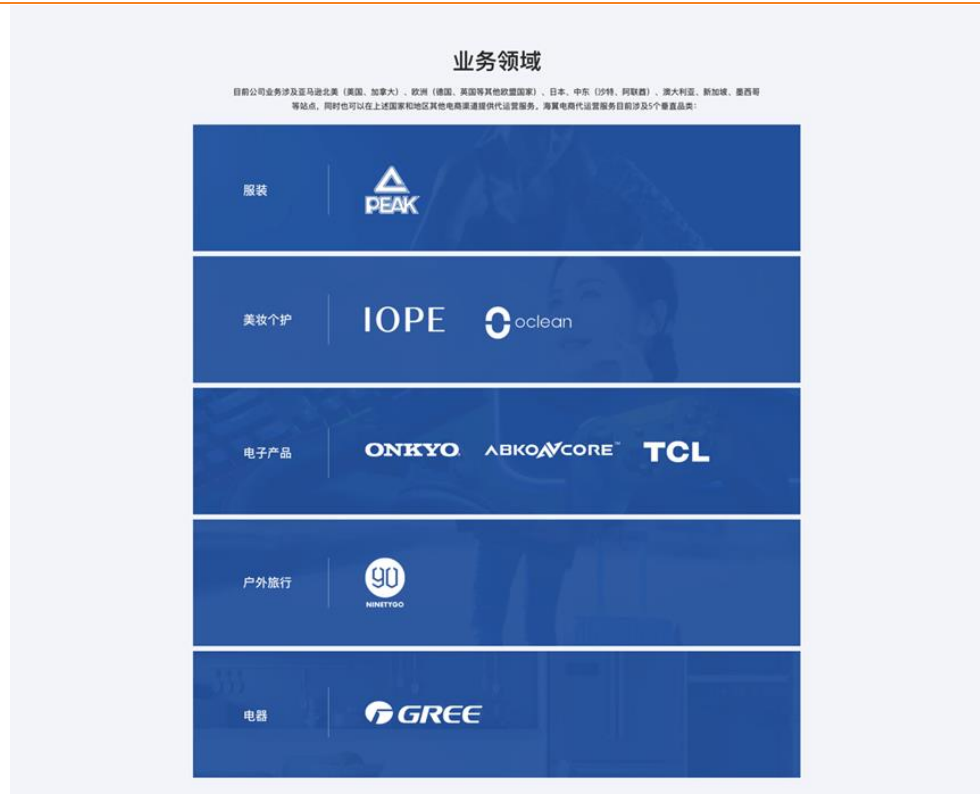 业务领域
目前公司业务涉及亚马逊北美（美国、加拿大）、欧洲（德国、英国等其他欧盟国家）、日本、中东（沙特、阿联酋）、澳大利亚、新加坡、墨西哥
等站点，同时也可以在上述国家和地区其他电商渠道提供代运营服务，海翼电商代运营服务目前涉及5个垂直品类：
服装
PEAK
美妆个护 IOPE oclean
电子产品 ONKYO ABKO NCORE™ TCL
户外旅行
90
NINETYGO
电器 GREE